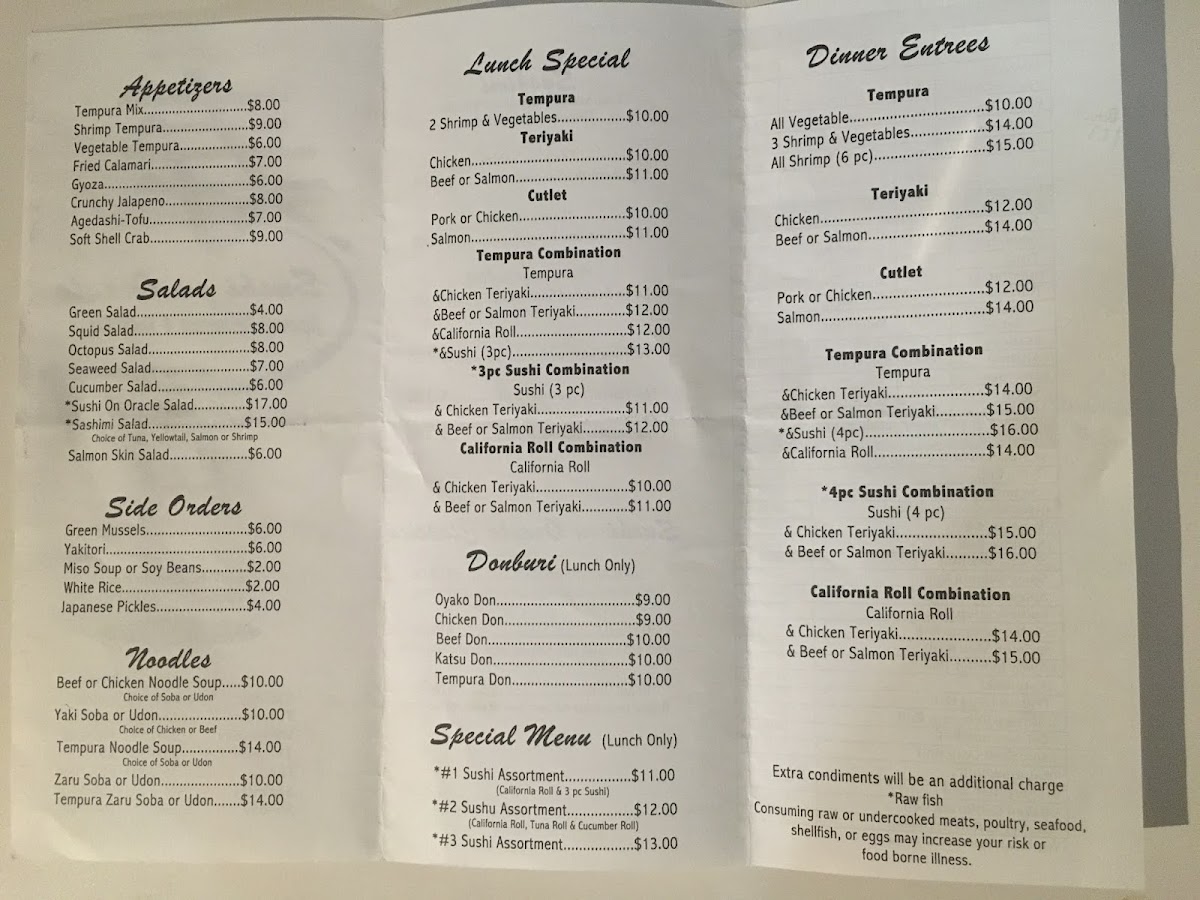 Appetizers
Tempura Mix...........................$8.00
Shrimp Tempura.......................$9.00
Vegetable Tempura..................$6.00
Fried Calamari.........................$7.00
Gyoza......................................$6.00
Crunchy Jalapeno.....................$8.00
Agedashi-Tofu..........................$7.00
Soft Shell Crab..........................$9.00
Salads
Green Salad..............................$4.00
Squid Salad...............................$8.00
Octopus Salad...........................$8.00
Seaweed Salad..........................$7.00
Cucumber Salad........................$6.00
*Sushi On Oracle Salad.............$17.00
*Sashimi Salad.........................$15.00
Choice of Tuna, Yellowtail, Salmon or Shrimp
Salmon Skin Salad....................$6.00
Side Orders
Green Mussels...........................$6.00
Yakitori.....................................$6.00
Miso Soup or Soy Beans............$2.00
White Rice.................................$2.00
Japanese Pickles........................$4.00
Noodles
Beef or Chicken Noodle Soup.....$10.00
Choice of Soba or Udon
Yaki Soba or Udon......................$10.00
Choice of Chicken or Beef
Tempura Noodle Soup...............$14.00
Choice of Soba or Udon
Zaru Soba or Udon.....................$10.00
Tempura Zaru Soba or Udon.......$14.00
Lunch Special
Tempura
2 Shrimp & Vegetables..................$10.00
Teriyaki
Chicken...............................................$10.00
Beef or Salmon.............................$11.00
Cutlet
Pork or Chicken............................$10.00
Salmon.........................................$11.00
Tempura Combination
Tempura
&Chicken Teriyaki.........................$11.00
&Beef or Salmon Teriyaki.............$12.00
&California Roll.............................$12.00
*&Sushi (3pc)..............................$13.00
*3pc Sushi Combination
Sushi (3 pc)
& Chicken Teriyaki.......................$11.00
& Beef or Salmon Teriyaki...........$12.00
California Roll Combination
California Roll
& Chicken Teriyaki........................$10.00
& Beef or Salmon Teriyaki............$11.00
Donburi (Lunch Only)
Oyako Don....................................$9.00
Chicken Don..................................$9.00
Beef Don.....................................$10.00
Katsu Don....................................$10.00
Tempura Don...............................$10.00
Special Menu (Lunch Only)
*#1 Sushi Assortment.................$11.00
(California Roll & 3 pc Sushi)
*#2 Sushu Assortment.................$12.00
(California Roll, Tuna Roll & Cucumber Roll)
*#3 Sushi Assortment..................$13.00
Dinner Entrees
Tempura
All Vegetable...................................$10.00
3 Shrimp & Vegetables...................$14.00
All Shrimp (6 pc)............................$15.00
Teriyaki
Chicken...........................................$12.00
Beef or Salmon..............................$14.00
Cutlet
Pork or Chicken.............................$12.00
Salmon...........................................$14.00
Tempura Combination
Tempura
&Chicken Teriyaki.........................$14.00
&Beef or Salmon Teriyaki.............$15.00
*&Sushi (4pc)................................$16.00
&California Roll.............................$14.00
*4pc Sushi Combination
Sushi (4 pc)
& Chicken Teriyaki........................$15.00
& Beef or Salmon Teriyaki..........$16.00
California Roll Combination
California Roll
& Chicken Teriyaki.......................$14.00
& Beef or Salmon Teriyaki..........$15.00
Extra condiments will be an additional charge
*Raw fish
Consuming raw or undercooked meats, poultry, seafood,
shellfish, or eggs may increase your risk or
food borne illness.